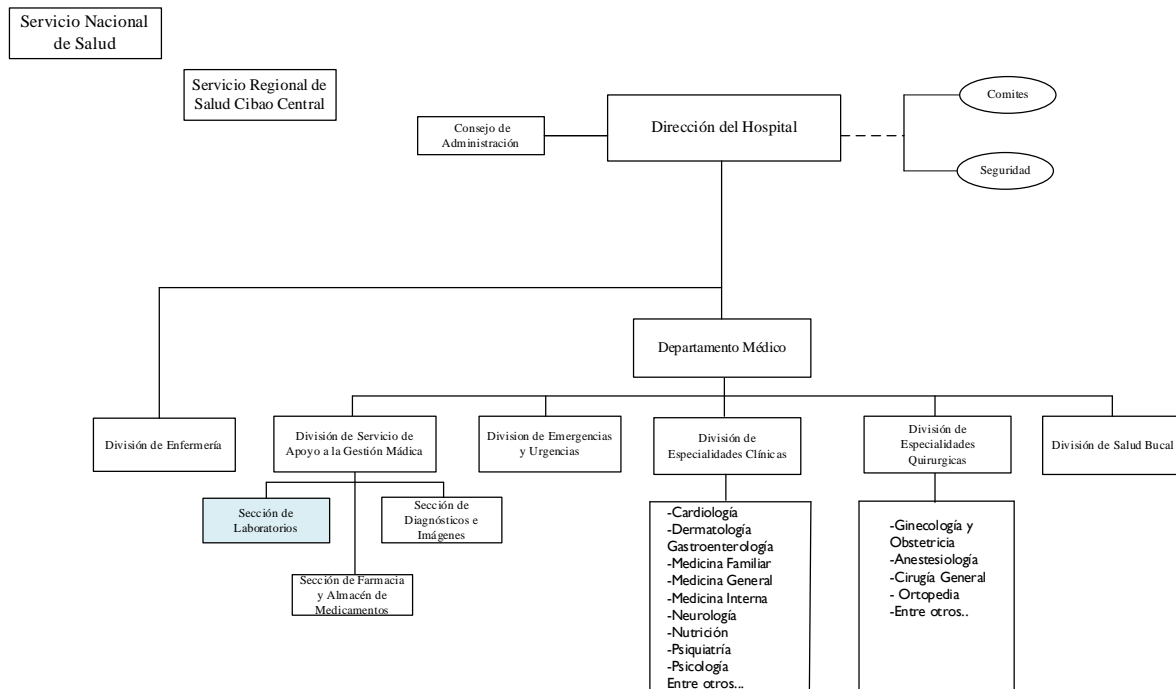 Servicio Nacional
de Salud
Servicio Regional de
Salud Cibao Central
Consejo de
Administración
Dirección del Hospital
Comites
Seguridad
Departamento Médico
División de Enfermería
División de Servicio de
Apoyo a la Gestión Mádica
Division de Emergencias
y Urgencias
División de
Especialidades Clínicas
División de
Especialidades
Quirurgicas
División de Salud Bucal
Sección de
Laboratorios
Sección de
Diagnósticos e
Imágenes
Sección de Farmacia
y Almacén de
Medicamentos
-Cardiología
-Dermatología
Gastroenterología
-Medicina Familiar
-Medicina General
-Medicina Interna
-Neurología
-Nutrición
-Psiquiatría
-Psicología
Entre otros...
-Ginecología y
Obstetricia
-Anestesiología
-Cirugía General
- Ortopedia
-Entre otros..